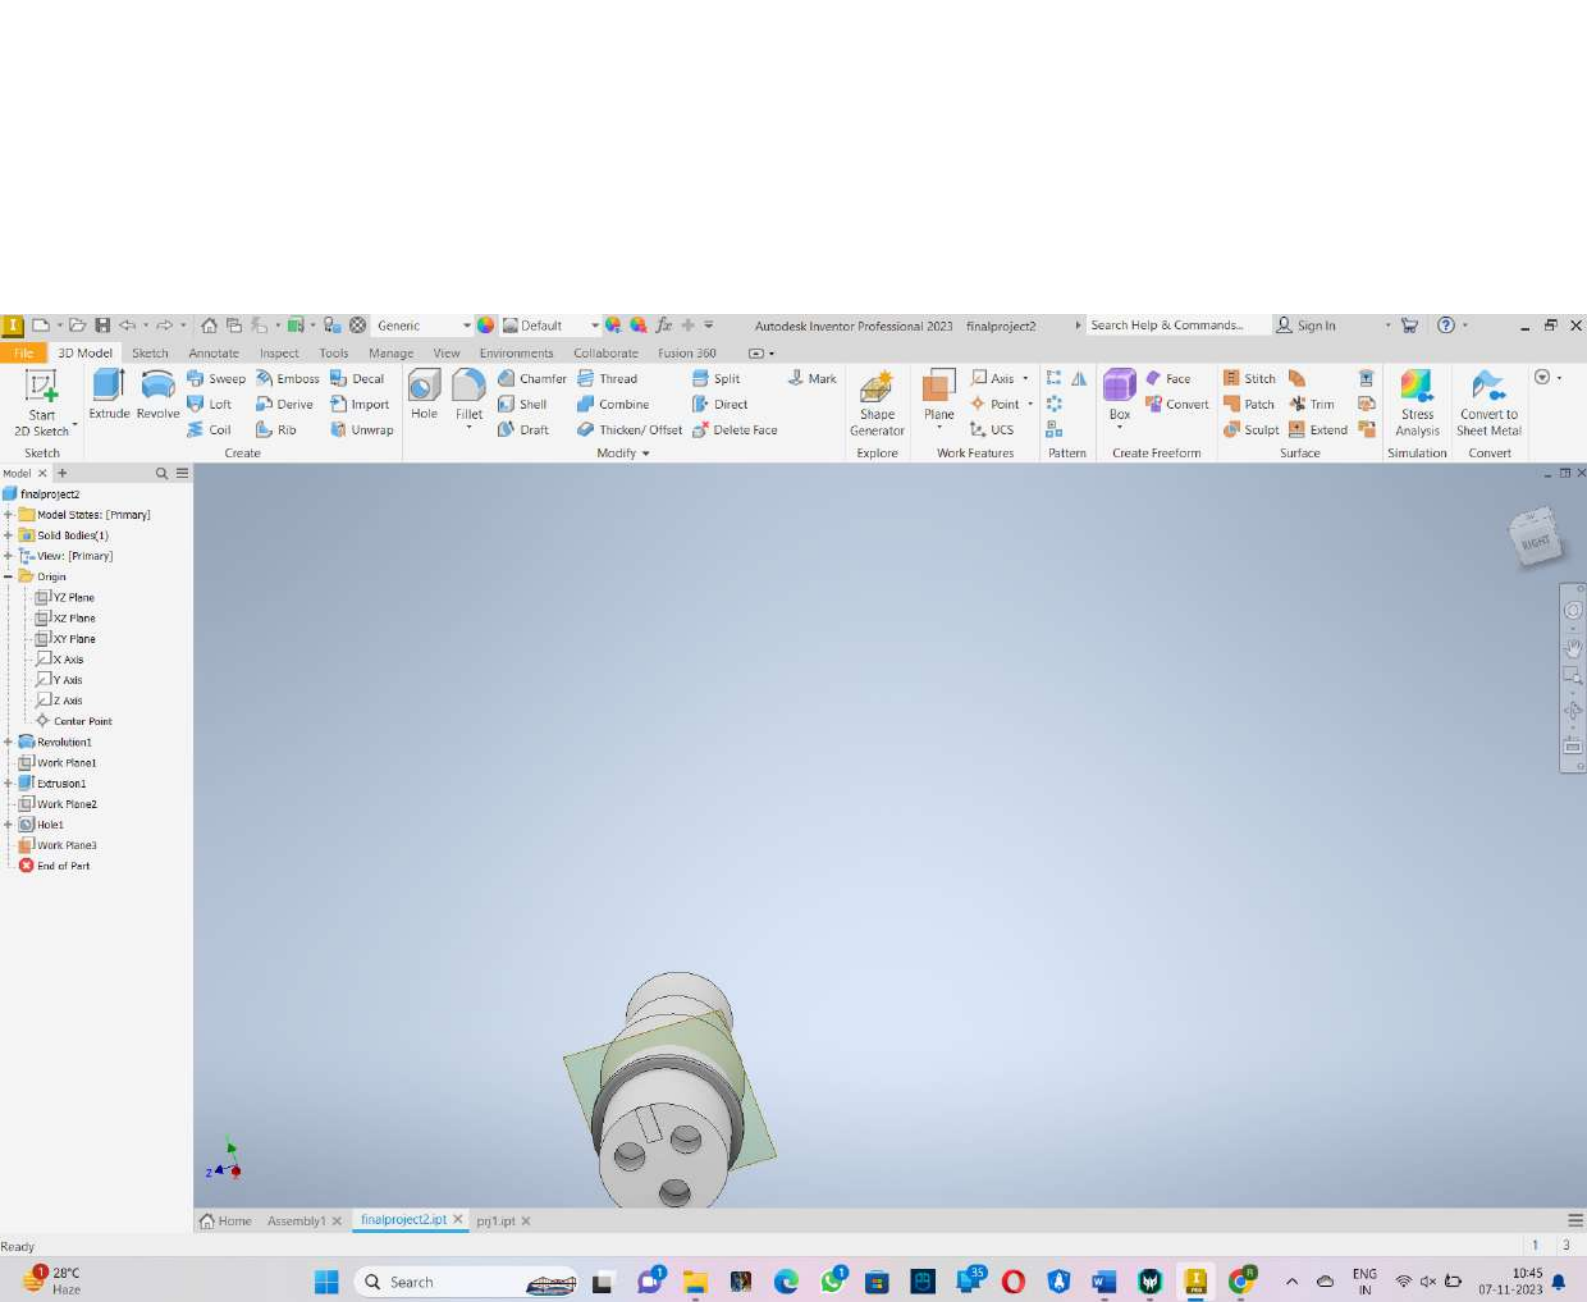 Generic Default fx Autodesk Inventor Professional 2023 finalproject2 Search Help & Commands... Sign In
File 3D Model Sketch Annotate Inspect Tools Manage View Environments Collaborate Fusion 360
Start 2D Sketch Extrude Revolve Sweep Emboss Decal Hole Fillet Chamfer Thread Split Mark Shape Generator Plane Axis Box Face Stitch Stress Analysis Convert to Sheet Metal
Loft Derive Import Shell Combine Direct Point Convert Patch Trim
Coil Rib Unwrap Draft Thicken/ Offset Delete Face UCS Sculpt Extend
Sketch Create Modify Explore Work Features Pattern Create Freeform Surface Simulation Convert
Model
finalproject2
Model States: [Primary]
Solid Bodies(1)
View: [Primary]
Origin
YZ Plane
XZ Plane
XY Plane
X Axis
Y Axis
Z Axis
Center Point
Revolution1
Work Plane1
Extrusion1
Work Plane2
Hole1
Work Plane3
End of Part
RIGHT
Z
Home Assembly1 finalproject2.ipt prj1.ipt
Ready 1 3
1 28°C Search 1 1 35 ENG 10:45
Haze IN 07-11-2023